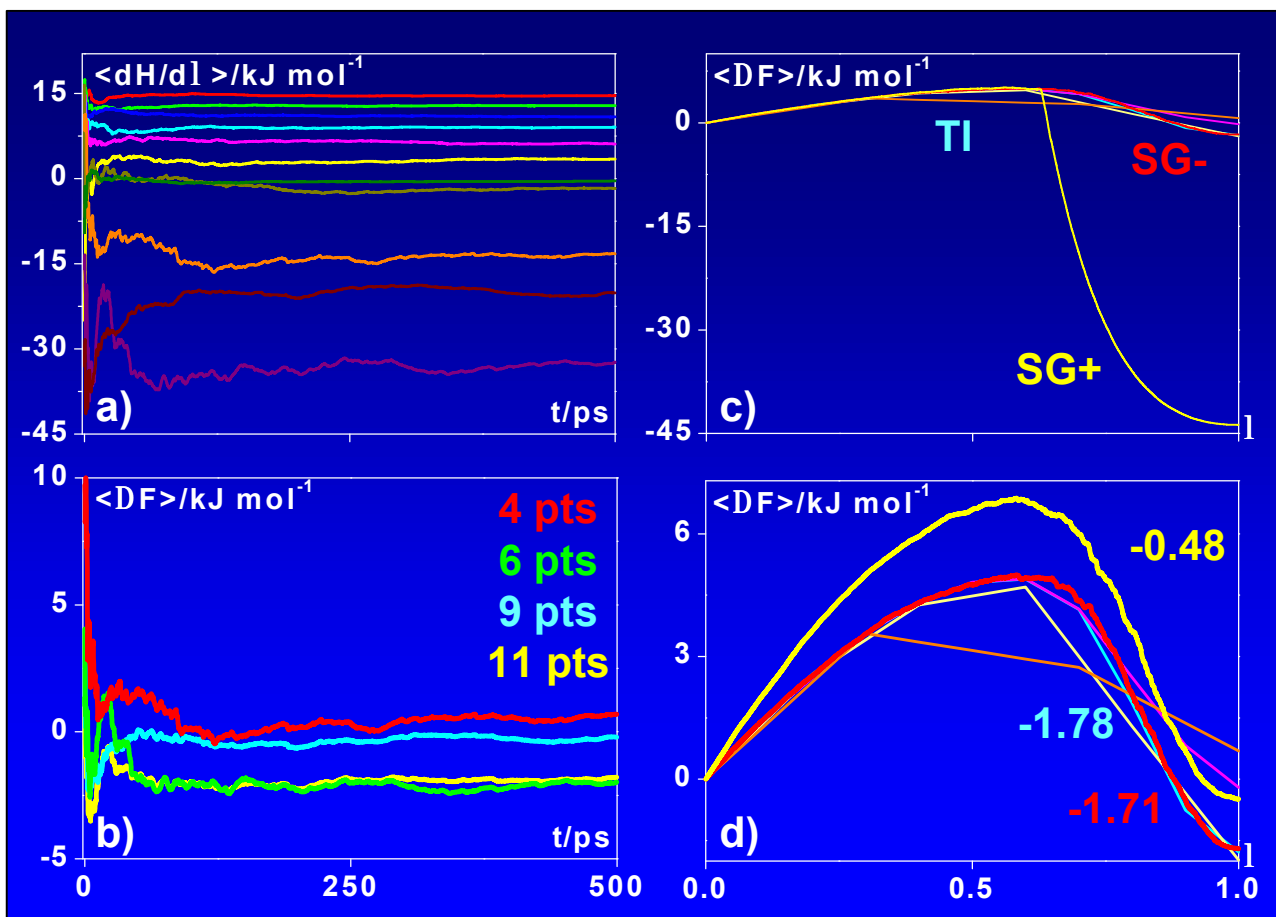 <dH/dl >/kJ mol-1
15
0
-15
-30
-45
a)
t/ps
<DF>/kJ mol-1
10
5
0
-5
4 pts
6 pts
9 pts
11 pts
b)
t/ps
0
250
500
<DF>/kJ mol-1
0
-15
-30
-45
TI
SG-
SG+
c)
l
<DF>/kJ mol-1
6
3
0
-0.48
-1.78
-1.71
d)
l
0.0
0.5
1.0